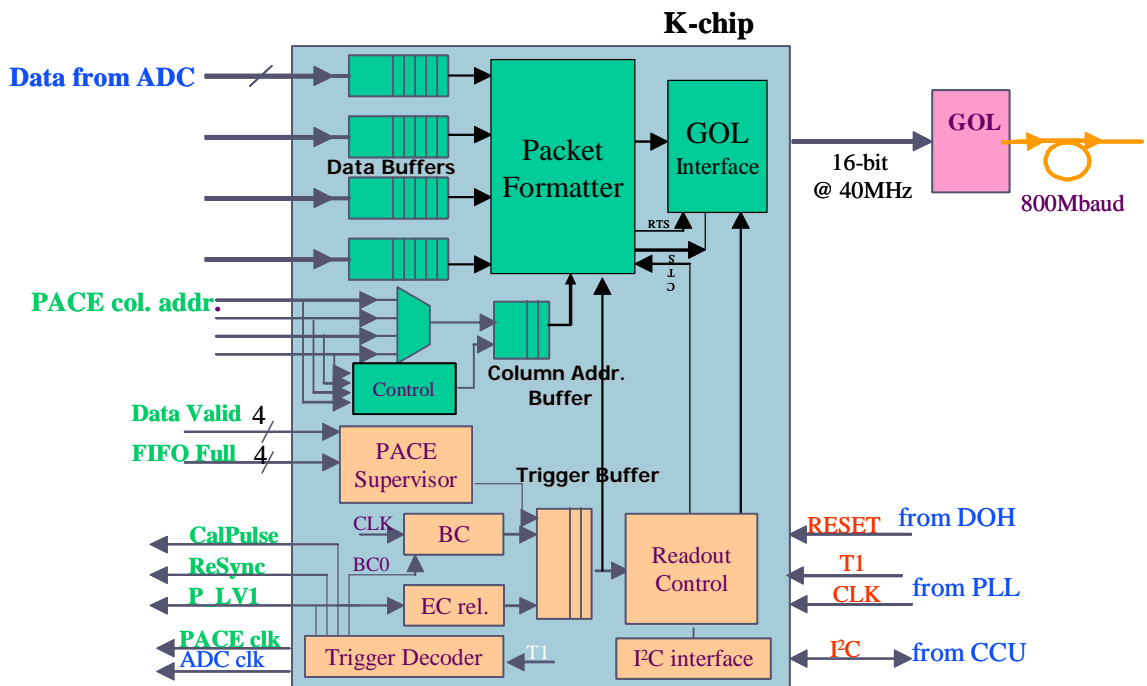 K-chip
Data from ADC
Data Buffers
Packet
Formatter
GOL
Interface
RTS
CTS
16-bit
@ 40MHz
GOL
800Mbaud
PACE col. addr.
Control
Column Addr.
Buffer
Data Valid 4
FIFO Full 4
PACE
Supervisor
Trigger Buffer
CLK
BC
BC0
EC rel.
CalPulse
ReSync
P_LV1
PACE clk
ADC clk
Trigger Decoder
T1
Readout
Control
I²C interface
RESET
from DOH
T1
CLK
from PLL
I²C
from CCU